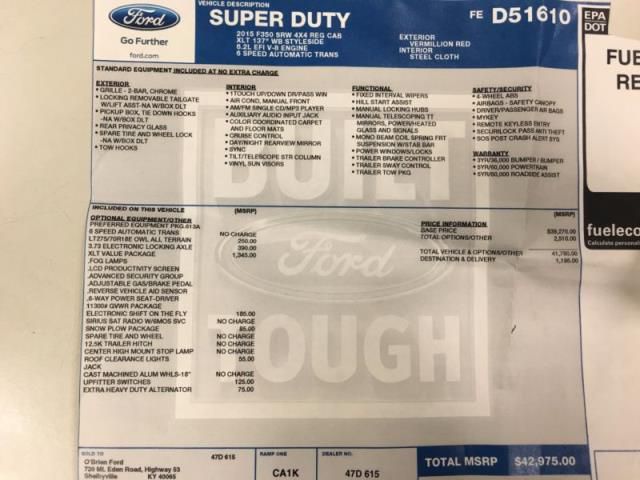 Ford
Go Further
ford.com
VEHICLE DESCRIPTION
SUPER DUTY
2015 F350 SRW 4X4 REG CAB
XLT 137" WB STYLESIDE
6.2L EFI V-8 ENGINE
6 SPEED AUTOMATIC TRANS
EXTERIOR
VERMILLION RED
INTERIOR
STEEL CLOTH
FE D51610
EPA
DOT
FUE
RE
STANDARD EQUIPMENT INCLUDED AT NO EXTRA CHARGE
EXTERIOR
• GRILLE - 2-BAR, CHROME
• LOCKING REMOVABLE TAILGATE
W/LIFT ASST-NA W/BOX DLT
• PICKUP BOX, TIE DOWN HOOKS
-NA W/BOX DLT
• REAR PRIVACY GLASS
• SPARE TIRE AND WHEEL LOCK
-NA W/BOX DLT
• TOW HOOKS
INTERIOR
• 1TOUCH UP/DOWN DR/PASS WIN
• AIR COND, MANUAL FRONT
• AM/FM SINGLE CD/MP3 PLAYER
• AUXILIARY AUDIO INPUT JACK
• COLOR COORDINATED CARPET
AND FLOOR MATS
• CRUISE CONTROL
• DAY/NIGHT REARVIEW MIRROR
• SYNC
• TILT/TELESCOPE STR COLUMN
• VINYL SUN VISORS
FUNCTIONAL
• FIXED INTERVAL WIPERS
• HILL START ASSIST
• MANUAL LOCKING HUBS
• MANUAL TELESCOPING TT
MIRRORS, POWER/HEATED
GLASS AND SIGNALS
• MONO BEAM COIL SPRING FRT
SUSPENSION W/STAB BAR
• POWER WINDOWS/LOCKS
• TRAILER BRAKE CONTROLLER
• TRAILER SWAY CONTROL
• TRAILER TOW PKG
SAFETY/SECURITY
• 4-WHEEL ABS
• AIRBAGS - SAFETY CANOPY
• DRIVER/PASSENGER AIR BAGS
• MYKEY
• REMOTE KEYLESS ENTRY
• SECURILOCK PASS ANTI THEFT
• SOS POST CRASH ALERT SYS
WARRANTY
• 3YR/36,000 BUMPER / BUMPER
• 5YR/60,000 POWERTRAIN
• 5YR/60,000 ROADSIDE ASSIST
fueleco
Calculate personal
BUILT
Ford
TOUGH
INCLUDED ON THIS VEHICLE
(MSRP)
OPTIONAL EQUIPMENT/OTHER
PREFERRED EQUIPMENT PKG.613A
6 SPEED AUTOMATIC TRANS NO CHARGE
LT275/70R18E OWL ALL TERRAIN 250.00
3.73 ELECTRONIC LOCKING AXLE 390.00
XLT VALUE PACKAGE 1,345.00
.FOG LAMPS
.LCD PRODUCTIVITY SCREEN
.ADVANCED SECURITY GROUP
.ADJUSTABLE GAS/BRAKE PEDAL
.REVERSE VEHICLE AID SENSOR
.6-WAY POWER SEAT-DRIVER
11300# GVWR PACKAGE
ELECTRONIC SHIFT ON THE FLY 185.00
SIRIUS SAT RADIO W/6MOS SVC NO CHARGE
SNOW PLOW PACKAGE 85.00
SPARE TIRE AND WHEEL NO CHARGE
12.5K TRAILER HITCH NO CHARGE
CENTER HIGH MOUNT STOP LAMP NO CHARGE
ROOF CLEARANCE LIGHTS 55.00
JACK
CAST MACHINED ALUM WHLS-18" NO CHARGE
UPFITTER SWITCHES 125.00
EXTRA HEAVY DUTY ALTERNATOR 75.00
PRICE INFORMATION (MSRP)
BASE PRICE $39,270.00
TOTAL OPTIONS/OTHER 2,510.00
TOTAL VEHICLE & OPTIONS/OTHER 41,780.00
DESTINATION & DELIVERY 1,195.00
SOLD TO 47D 615
O'Brien Ford
720 Mt. Eden Road, Highway 53
Shelbyville KY 40065
RAMP ONE
CA1K
DEALER NO.
47D 615
TOTAL MSRP $42,975.00